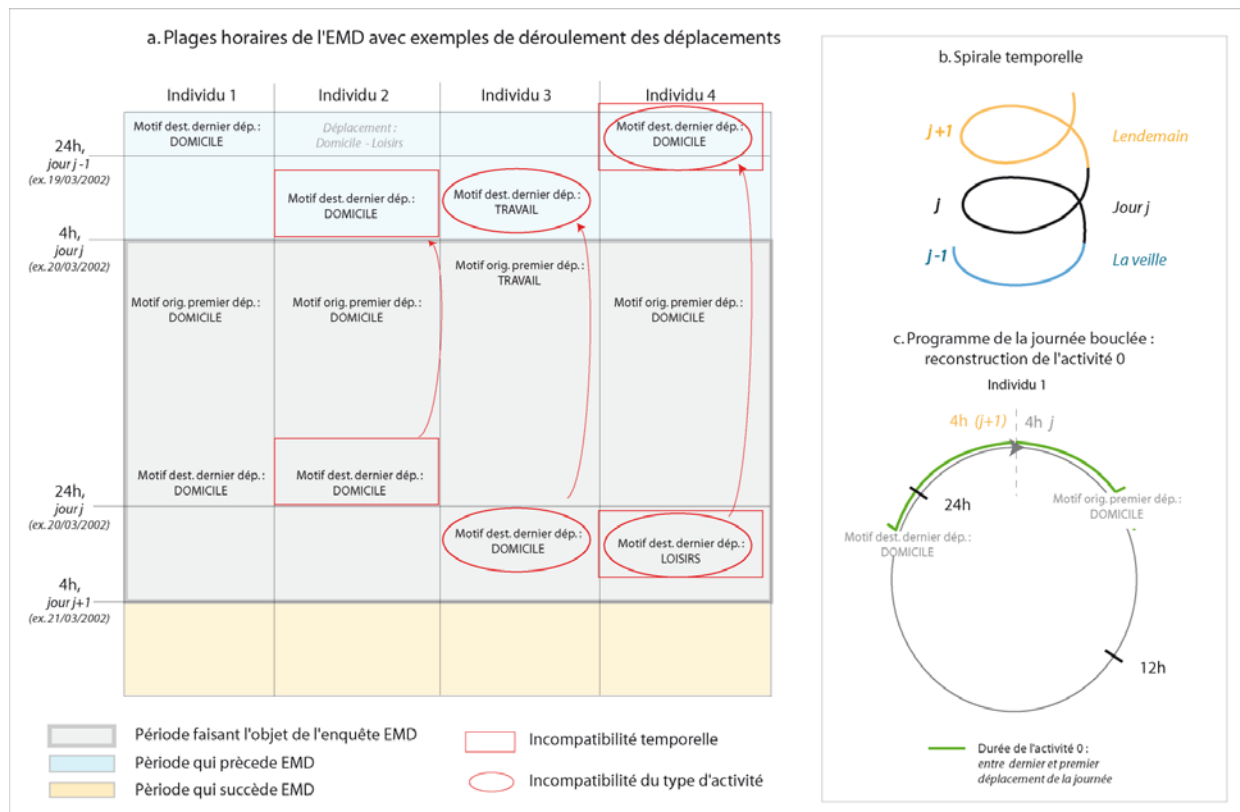 a. Plages horaires de l'EMD avec exemples de déroulement des déplacements
Individu 1
Individu 2
Individu 3
Individu 4
24h,
jour j -1
(ex. 19/03/2002)
Motif dest. dernier dép. :
DOMICILE
Déplacement :
Domicile - Loisirs
Motif dest. dernier dép. :
DOMICILE
Motif dest. dernier dép. :
DOMICILE
Motif dest. dernier dép. :
TRAVAIL
4h,
jour j
(ex. 20/03/2002)
Motif orig. premier dép. :
TRAVAIL
Motif orig. premier dép. :
DOMICILE
Motif orig. premier dép. :
DOMICILE
Motif orig. premier dép. :
DOMICILE
Motif dest. dernier dép. :
DOMICILE
Motif dest. dernier dép. :
DOMICILE
24h,
jour j
(ex. 20/03/2002)
Motif dest. dernier dép. :
DOMICILE
Motif dest. dernier dép. :
LOISIRS
4h,
jour j+1
(ex. 21/03/2002)
Période faisant l'objet de l'enquête EMD
Pèriode qui prècede EMD
Pèriode qui succède EMD
Incompatibilité temporelle
Incompatibilité du type d'activité
b. Spirale temporelle
j+1
Lendemain
j
Jour j
j-1
La veille
c. Programme de la journée bouclée :
reconstruction de l'activité 0
Individu 1
4h (j+1)
4h j
24h
Motif orig. premier dép. :
DOMICILE
Motif dest. dernier dép. :
DOMICILE
12h
Durée de l'activité 0 :
entre dernier et premier
déplacement de la journée